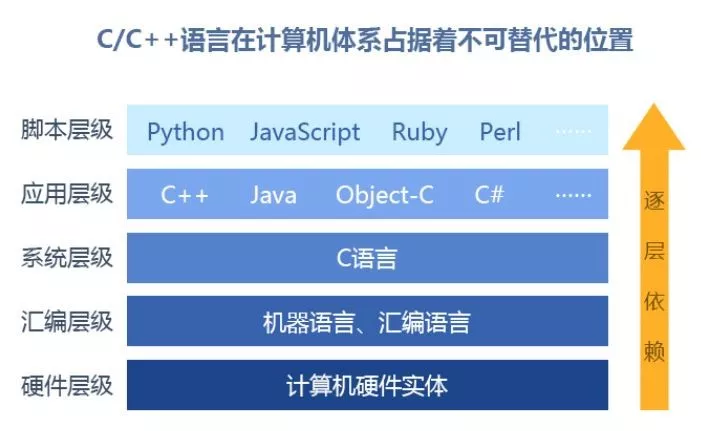 C/C++语言在计算机体系占据着不可替代的位置
脚本层级 Python JavaScript Ruby Perl ……
应用层级 C++ Java Object-C C# ……
系统层级 C语言
汇编层级 机器语言、汇编语言
硬件层级 计算机硬件实体
逐层依赖